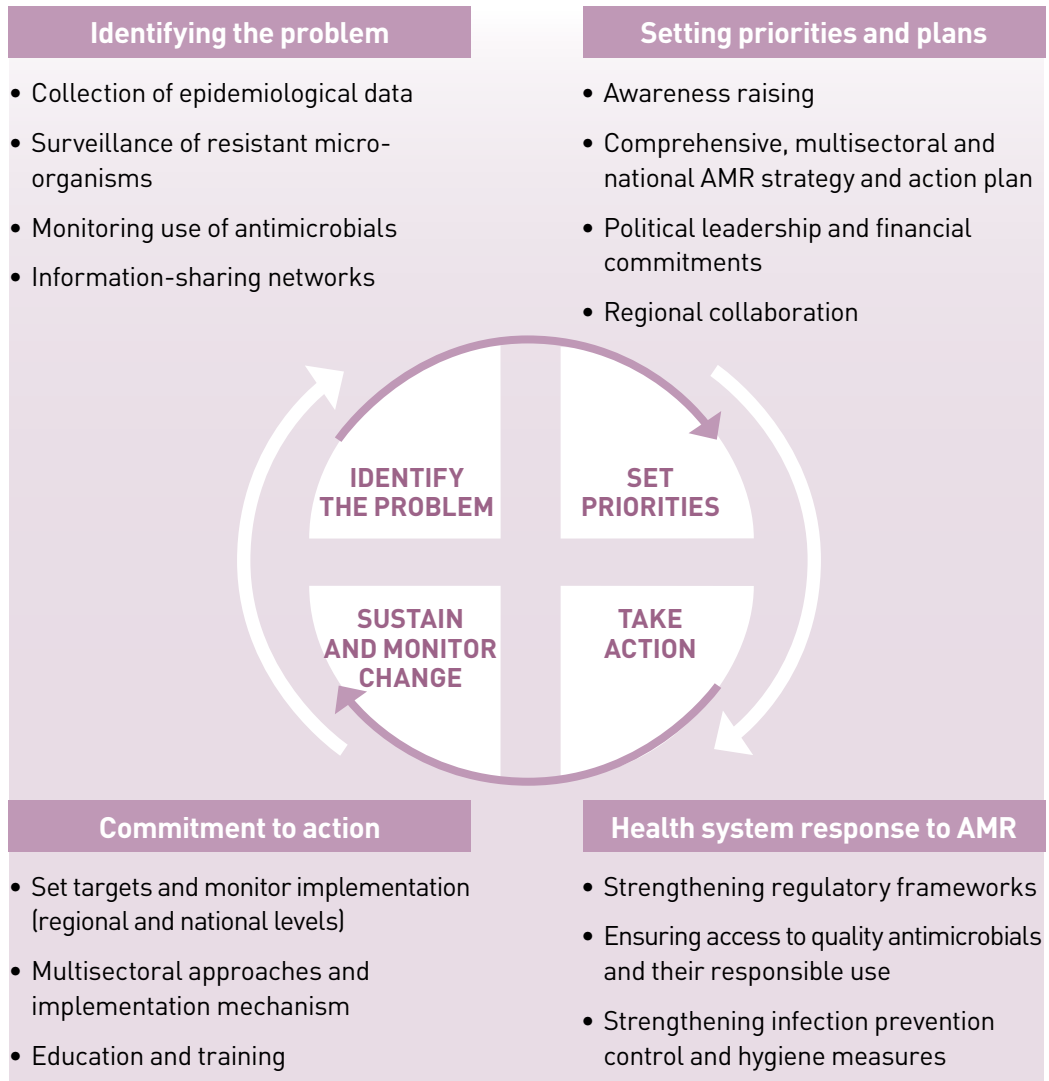 Identifying the problem
• Collection of epidemiological data
• Surveillance of resistant micro-
organisms
• Monitoring use of antimicrobials
• Information-sharing networks
Setting priorities and plans
• Awareness raising
• Comprehensive, multisectoral and
national AMR strategy and action plan
• Political leadership and financial
commitments
• Regional collaboration
IDENTIFY
THE PROBLEM
SET
PRIORITIES
SUSTAIN
AND MONITOR
CHANGE
TAKE
ACTION
Commitment to action
• Set targets and monitor implementation
(regional and national levels)
• Multisectoral approaches and
implementation mechanism
• Education and training
Health system response to AMR
• Strengthening regulatory frameworks
• Ensuring access to quality antimicrobials
and their responsible use
• Strengthening infection prevention
control and hygiene measures